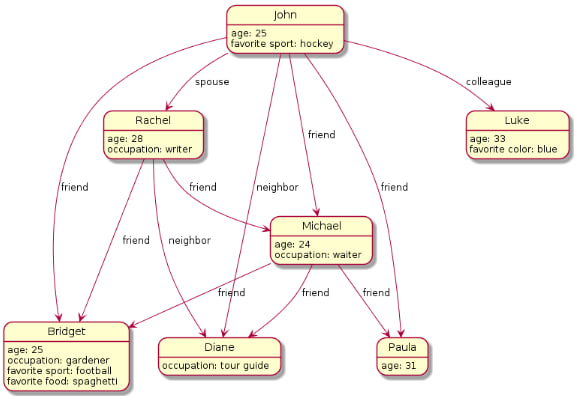 John
age: 25
favorite sport: hockey
spouse
colleague
Rachel
age: 28
occupation: writer
Luke
age: 33
favorite color: blue
friend
friend
friend
neighbor
friend
friend
neighbor
Michael
age: 24
occupation: waiter
friend
friend
friend
Bridget
age: 25
occupation: gardener
favorite sport: football
favorite food: spaghetti
Diane
occupation: tour guide
Paula
age: 31